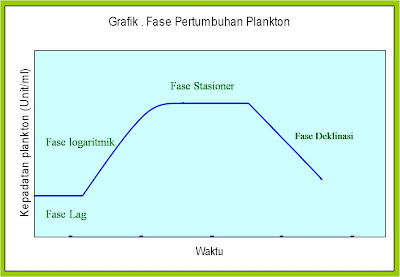 Grafik . Fase Pertumbuhan Plankton
Kepadatan plankton (Unit/ml)
Fase Stasioner
Fase logaritmik
Fase Deklinasi
Fase Lag
Waktu